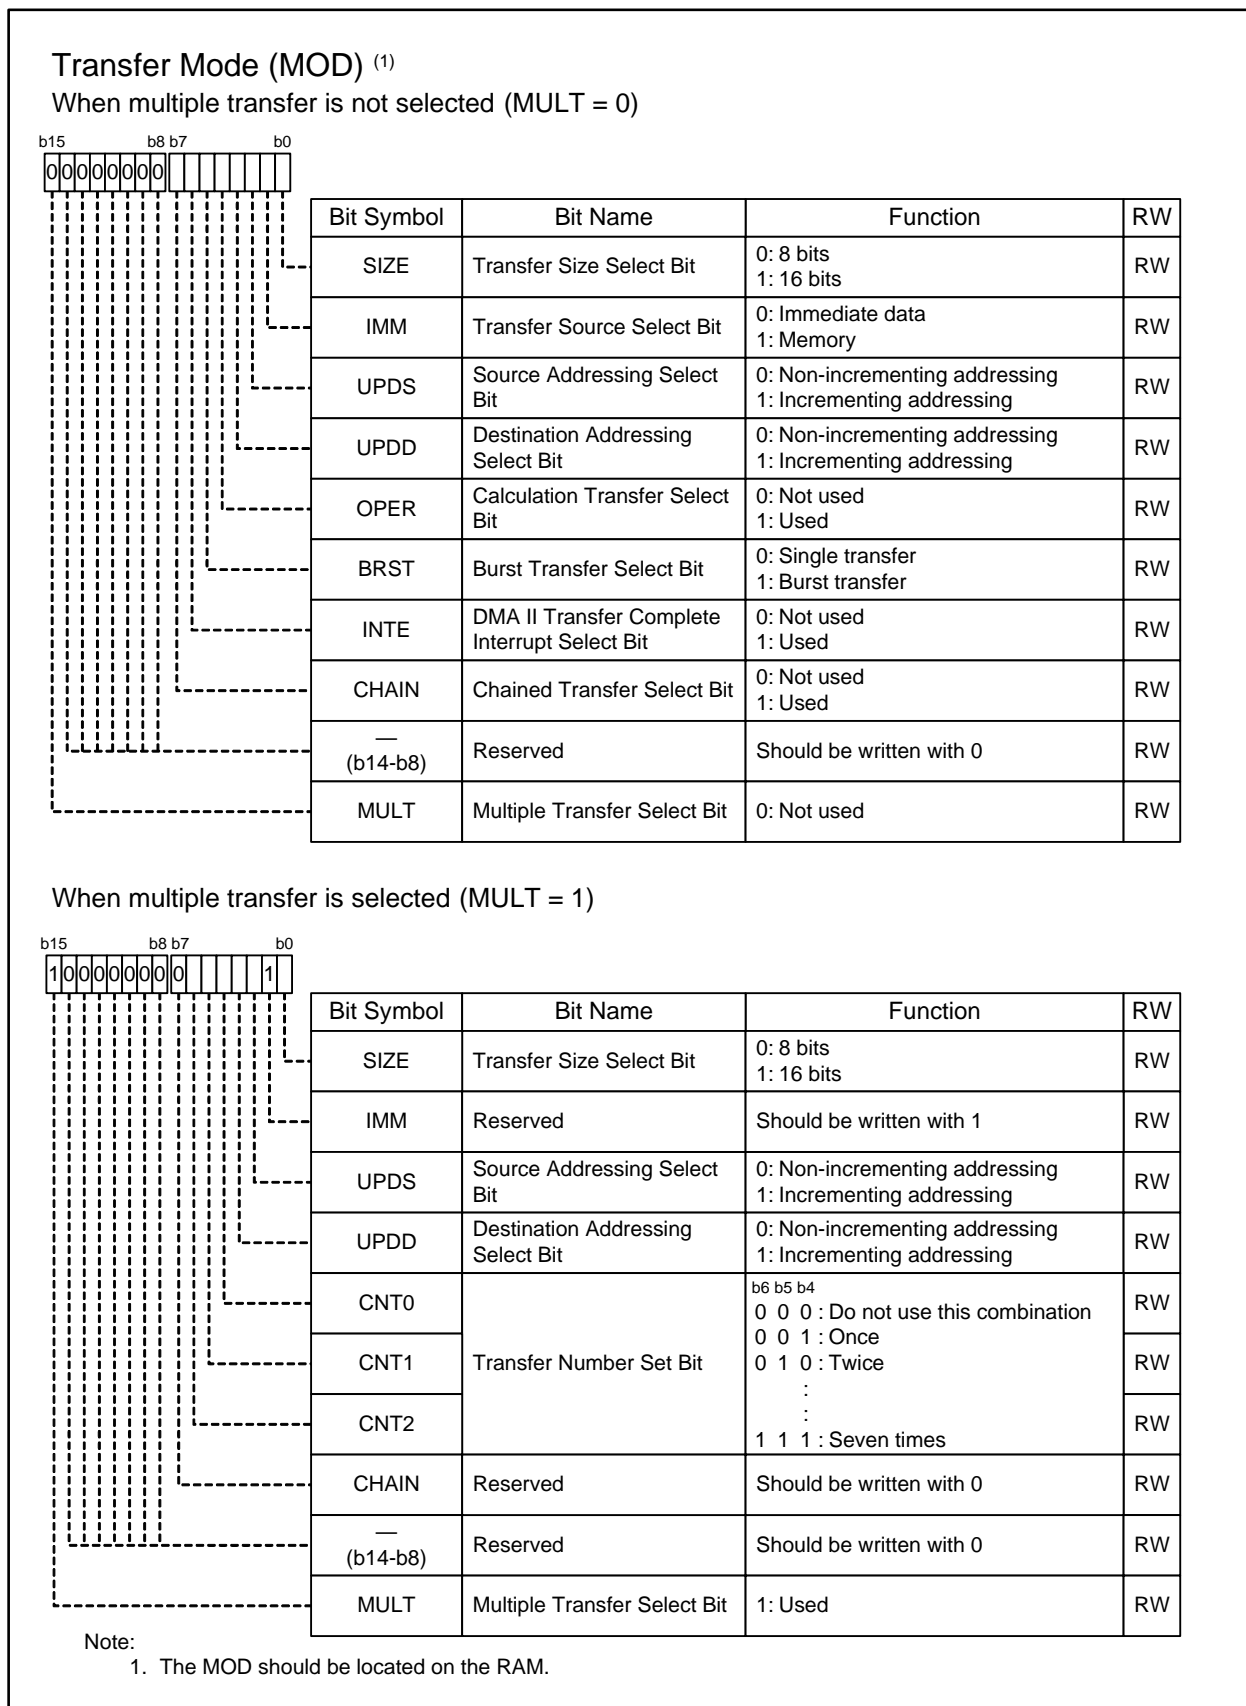 Transfer Mode (MOD) (1)
When multiple transfer is not selected (MULT = 0)
b15 b8 b7 b0
0 0 0 0 0 0 0 0
Bit Symbol Bit Name Function RW
SIZE Transfer Size Select Bit 0: 8 bits RW
1: 16 bits
IMM Transfer Source Select Bit 0: Immediate data RW
1: Memory
UPDS Source Addressing Select 0: Non-incrementing addressing RW
Bit 1: Incrementing addressing
UPDD Destination Addressing 0: Non-incrementing addressing RW
Select Bit 1: Incrementing addressing
OPER Calculation Transfer Select 0: Not used RW
Bit 1: Used
BRST Burst Transfer Select Bit 0: Single transfer RW
1: Burst transfer
INTE DMA II Transfer Complete 0: Not used RW
Interrupt Select Bit 1: Used
CHAIN Chained Transfer Select Bit 0: Not used RW
1: Used
—
(b14-b8) Reserved Should be written with 0 RW
MULT Multiple Transfer Select Bit 0: Not used RW
When multiple transfer is selected (MULT = 1)
b15 b8 b7 b0
1 0 0 0 0 0 0 0 0 1
Bit Symbol Bit Name Function RW
SIZE Transfer Size Select Bit 0: 8 bits RW
1: 16 bits
IMM Reserved Should be written with 1 RW
UPDS Source Addressing Select 0: Non-incrementing addressing RW
Bit 1: Incrementing addressing
UPDD Destination Addressing 0: Non-incrementing addressing RW
Select Bit 1: Incrementing addressing
b6 b5 b4
CNT0 0 0 0 : Do not use this combination RW
0 0 1 : Once
CNT1 Transfer Number Set Bit 0 1 0 : Twice RW
:
:
CNT2 RW
1 1 1 : Seven times
CHAIN Reserved Should be written with 0 RW
—
(b14-b8) Reserved Should be written with 0 RW
MULT Multiple Transfer Select Bit 1: Used RW
Note:
1. The MOD should be located on the RAM.